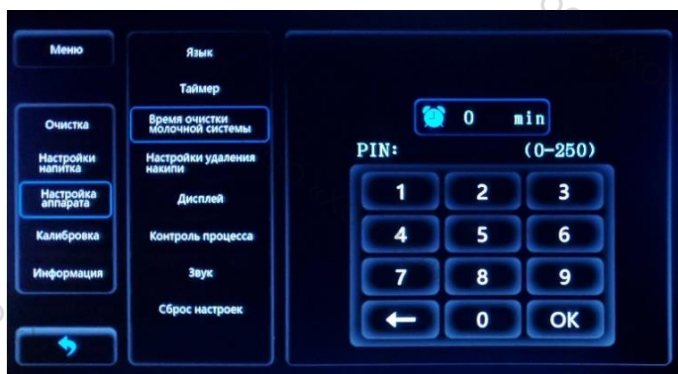 Меню
Очистка
Настройки
напитка
Настройка
аппарата
Калибровка
Информация
Язык
Таймер
Время очистки
молочной системы
Настройки удаления
накипи
Дисплей
Контроль процесса
Звук
Сброс настроек
0 min
PIN: (0-250)
1 2 3
4 5 6
7 8 9
0 OK